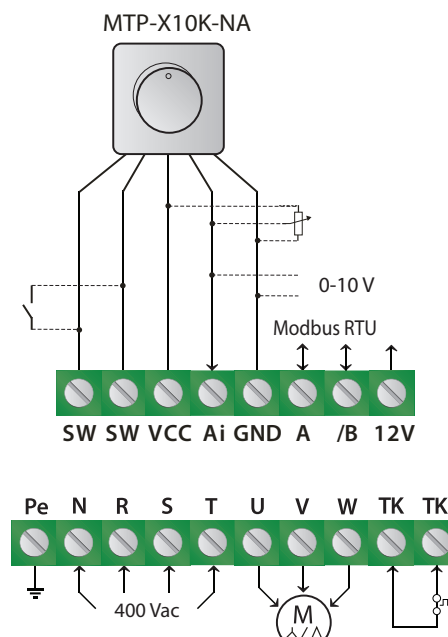 MTP-X10K-NA
0-10 V
Modbus RTU
SW SW VCC Ai GND A /B 12V
Pe N R S T U V W TK TK
400 Vac
M